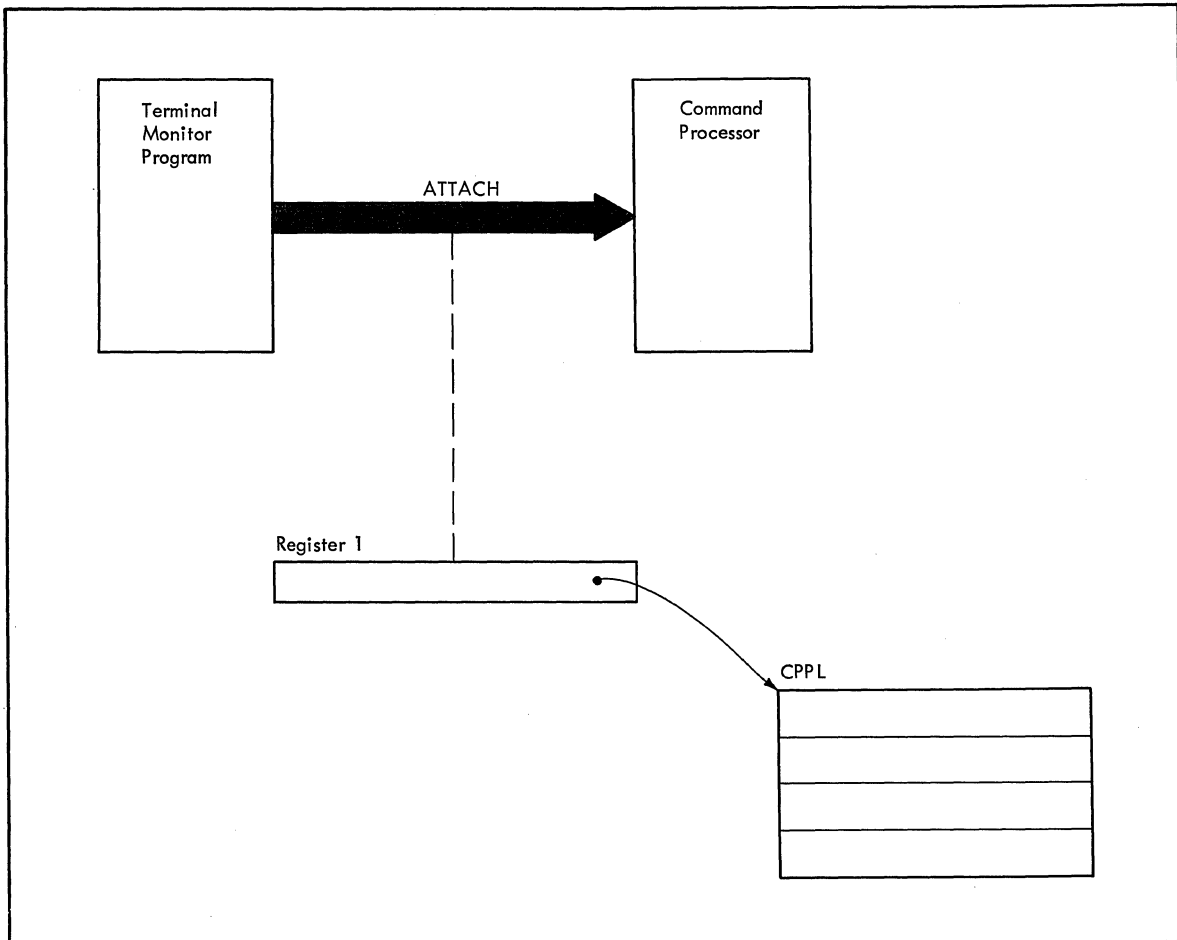 Terminal
Monitor
Program
Command
Processor
ATTACH
Register 1
CPPL